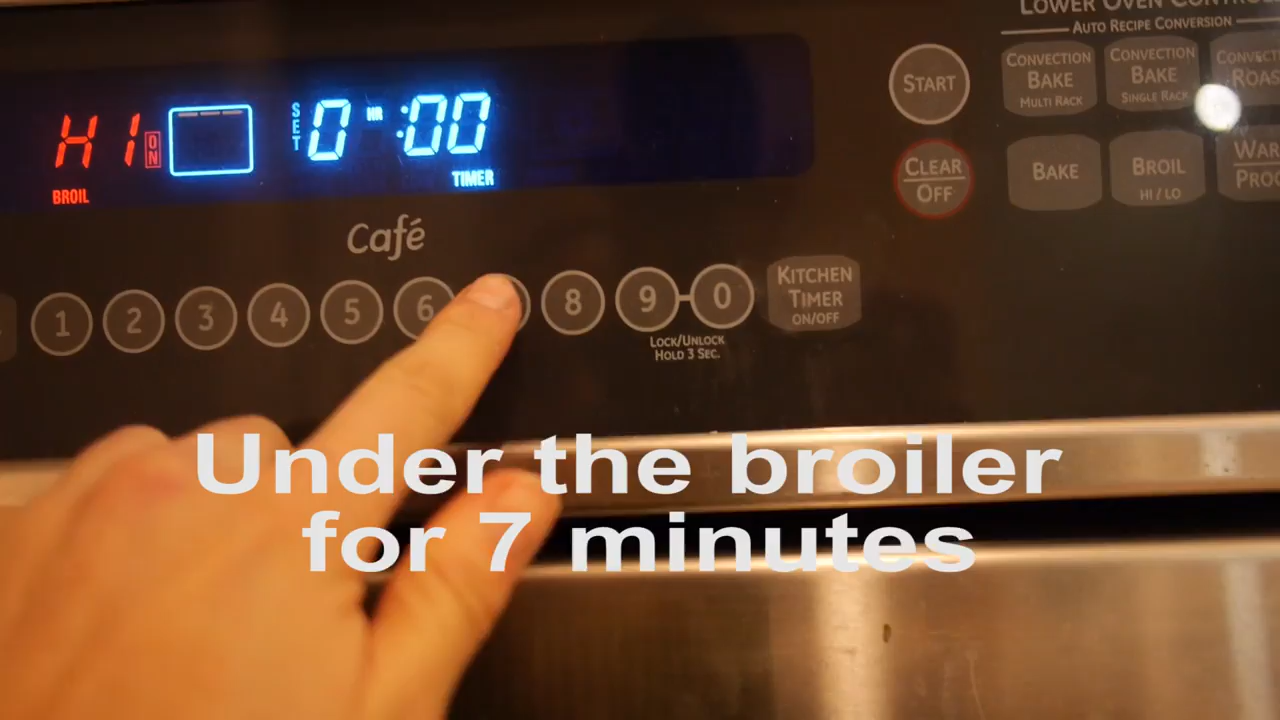 LOWER OVEN
AUTO RECIPE CONVERSION
HI ON
BROIL
SET 0 HR :00
TIMER
START
CLEAR
OFF
CONVECTION
BAKE
MULTI RACK
CONVECTION
BAKE
SINGLE RACK
BAKE
BROIL
HI / LO
Café
1 2 3 4 5 6 8 9 0
LOCK/UNLOCK
HOLD 3 SEC.
KITCHEN
TIMER
ON/OFF
Under the broiler
for 7 minutes